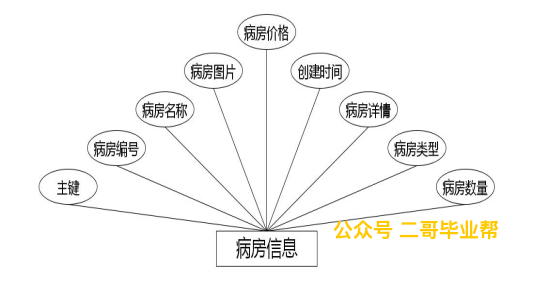 病房价格
病房图片
创建时间
病房名称
病房详情
病房编号
病房类型
主键
病房数量
公众号 二哥毕业帮
病房信息